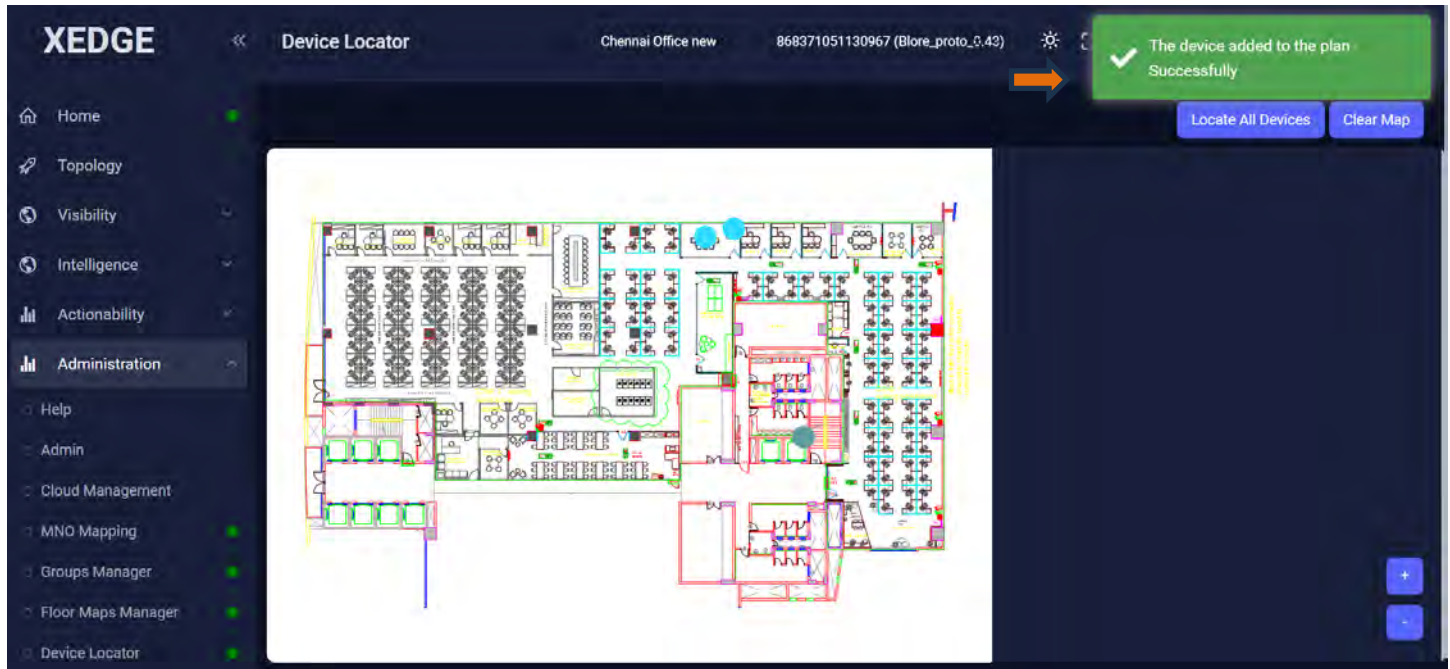 XEDGE
Device Locator
Chennai Office new
868371051130967 (Blore_proto_0.43)
The device added to the plan
Successfully
Locate All Devices
Clear Map
Home
Topology
Visibility
Intelligence
Actionability
Administration
Help
Admin
Cloud Management
MNO Mapping
Groups Manager
Floor Maps Manager
Device Locator
+
-